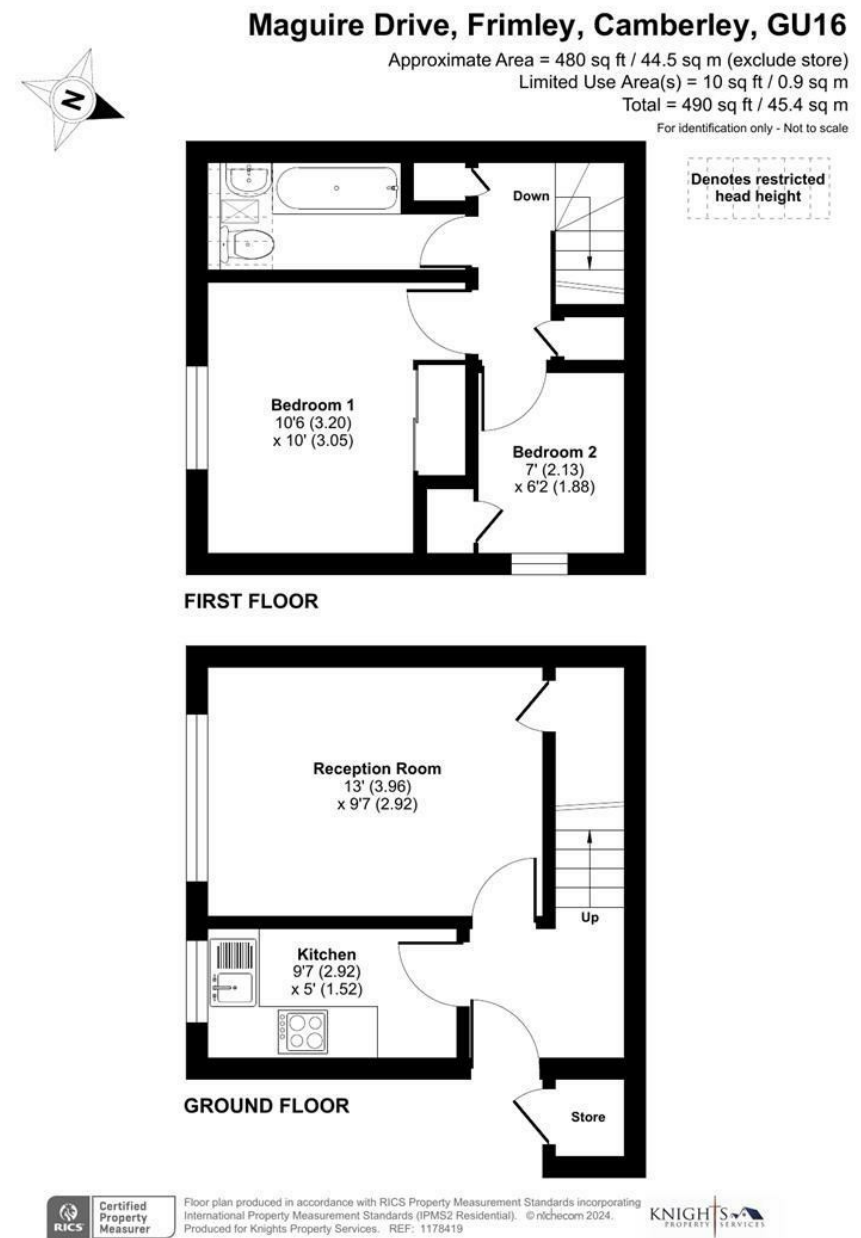 Maguire Drive, Frimley, Camberley, GU16
Approximate Area = 480 sq ft / 44.5 sq m (exclude store)
Limited Use Area(s) = 10 sq ft / 0.9 sq m
Total = 490 sq ft / 45.4 sq m
For identification only - Not to scale
N
Denotes restricted
head height
Down
Bedroom 1
10'6 (3.20)
x 10' (3.05)
Bedroom 2
7' (2.13)
x 6'2 (1.88)
FIRST FLOOR
Reception Room
13' (3.96)
x 9'7 (2.92)
Up
Kitchen
9'7 (2.92)
x 5' (1.52)
Store
GROUND FLOOR
RICS
Certified
Property
Measurer
Floor plan produced in accordance with RICS Property Measurement Standards incorporating
International Property Measurement Standards (IPMS2 Residential). © nichecom 2024.
Produced for Knights Property Services. REF: 1178419
KNIGHTS
PROPERTY SERVICES